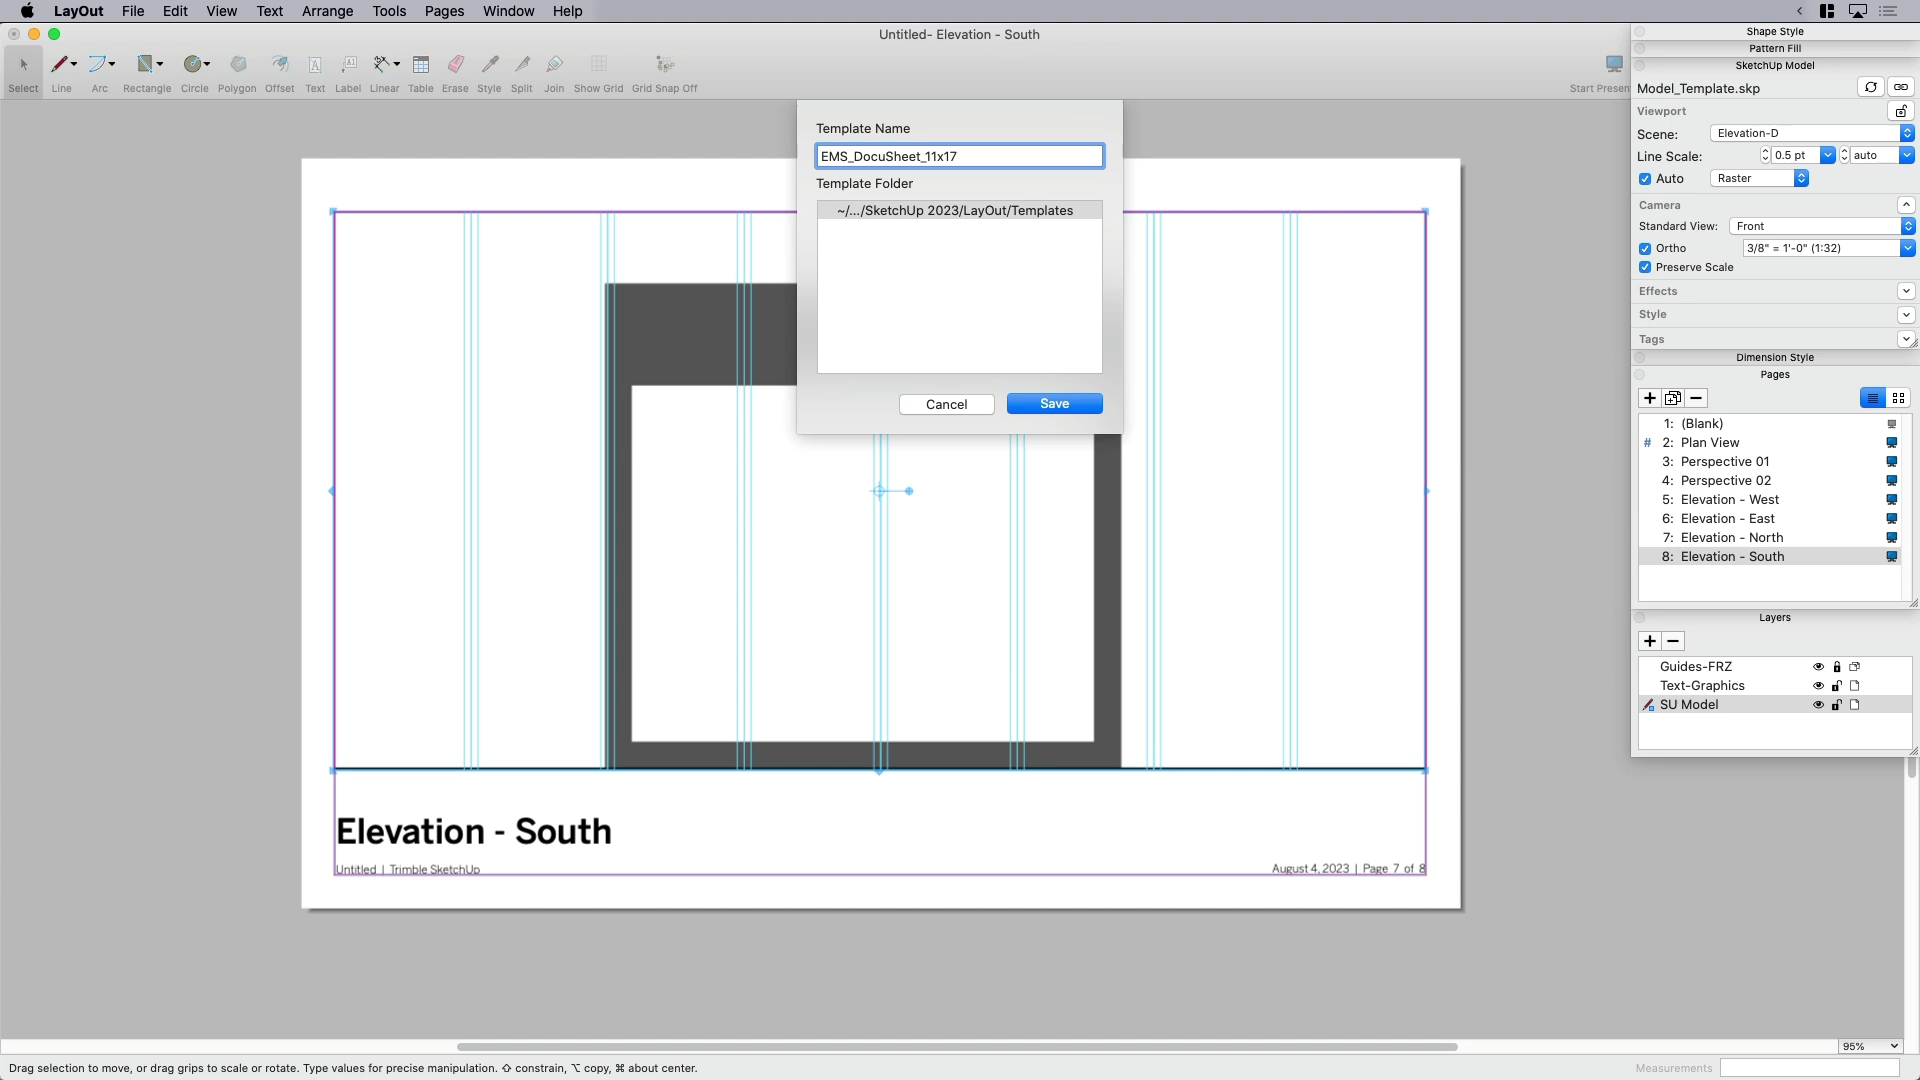 LayOut File Edit View Text Arrange Tools Pages Window Help
Untitled- Elevation - South
Select Line Arc Rectangle Circle Polygon Offset Text Label Linear Table Erase Style Split Join Show Grid Grid Snap Off Start Presen
Template Name
EMS_DocuSheet_11x17
Template Folder
~/.../SketchUp 2023/LayOut/Templates
Cancel Save
Elevation - South
Untitled | Trimble SketchUp
August 4, 2023 | Page 7 of 8
Shape Style
Pattern Fill
SketchUp Model
Model_Template.skp
Viewport
Scene: Elevation-D
Line Scale: 0.5 pt auto
Auto Raster
Camera
Standard View: Front
Ortho 3/8" = 1'-0" (1:32)
Preserve Scale
Effects
Style
Tags
Dimension Style
Pages
1: (Blank)
# 2: Plan View
3: Perspective 01
4: Perspective 02
5: Elevation - West
6: Elevation - East
7: Elevation - North
8: Elevation - South
Layers
Guides-FRZ
Text-Graphics
SU Model
95%
Drag selection to move, or drag grips to scale or rotate. Type values for precise manipulation. ⇧ constrain, ⌥ copy, ⌘ about center.
Measurements